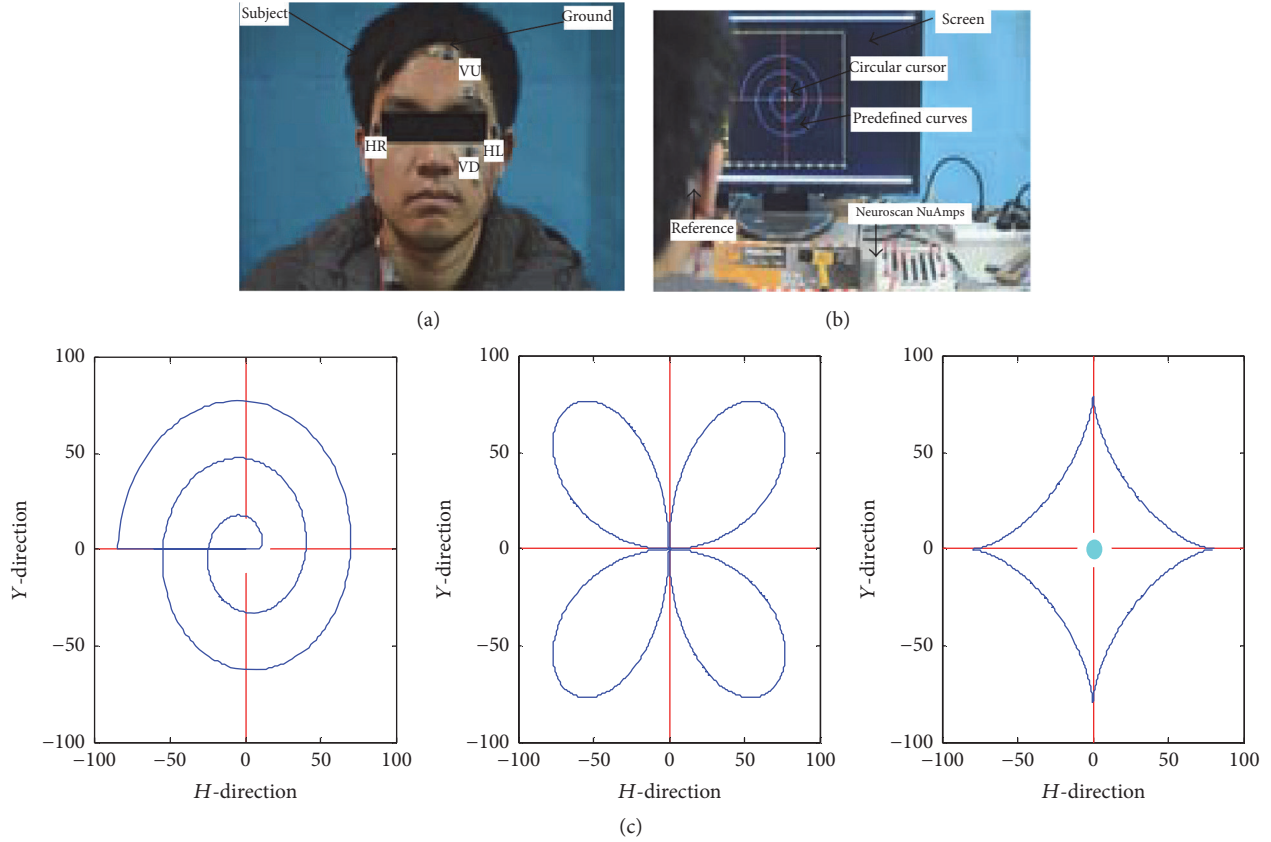 Subject
Ground
VU
HR
HL
VD
(a)
Screen
Circular cursor
Predefined curves
Reference
Neuroscan NuAmps
(b)
100
50
0
−50
−100
Y-direction
−100 −50 0 50 100
H-direction
100
50
0
−50
−100
Y-direction
−100 −50 0 50 100
H-direction
100
50
0
−50
−100
Y-direction
−100 −50 0 50 100
H-direction
(c)